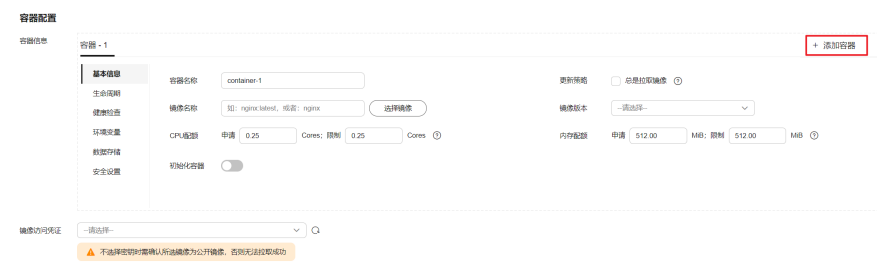 容器配置
容器信息
容器 - 1
+ 添加容器
基本信息
生命周期
健康检查
环境变量
数据存储
安全设置
容器名称 container-1
更新策略 总是拉取镜像
镜像名称 如：nginx:latest，或者：nginx 选择镜像
镜像版本 --请选择--
CPU配额 申请 0.25 Cores；限制 0.25 Cores
内存配额 申请 512.00 MiB；限制 512.00 MiB
初始化容器
镜像访问凭证 --请选择--
不选择密钥时需确认所选镜像为公开镜像，否则无法拉取成功